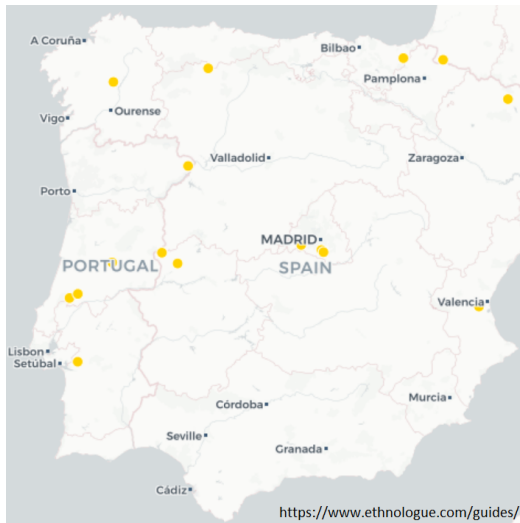 A Coruña
Bilbao
Pamplona
Vigo
Ourense
Valladolid
Zaragoza
Porto
MADRID
PORTUGAL
SPAIN
Valencia
Lisbon
Setúbal
Córdoba
Murcia
Seville
Granada
Cádiz
https://www.ethnologue.com/guides/